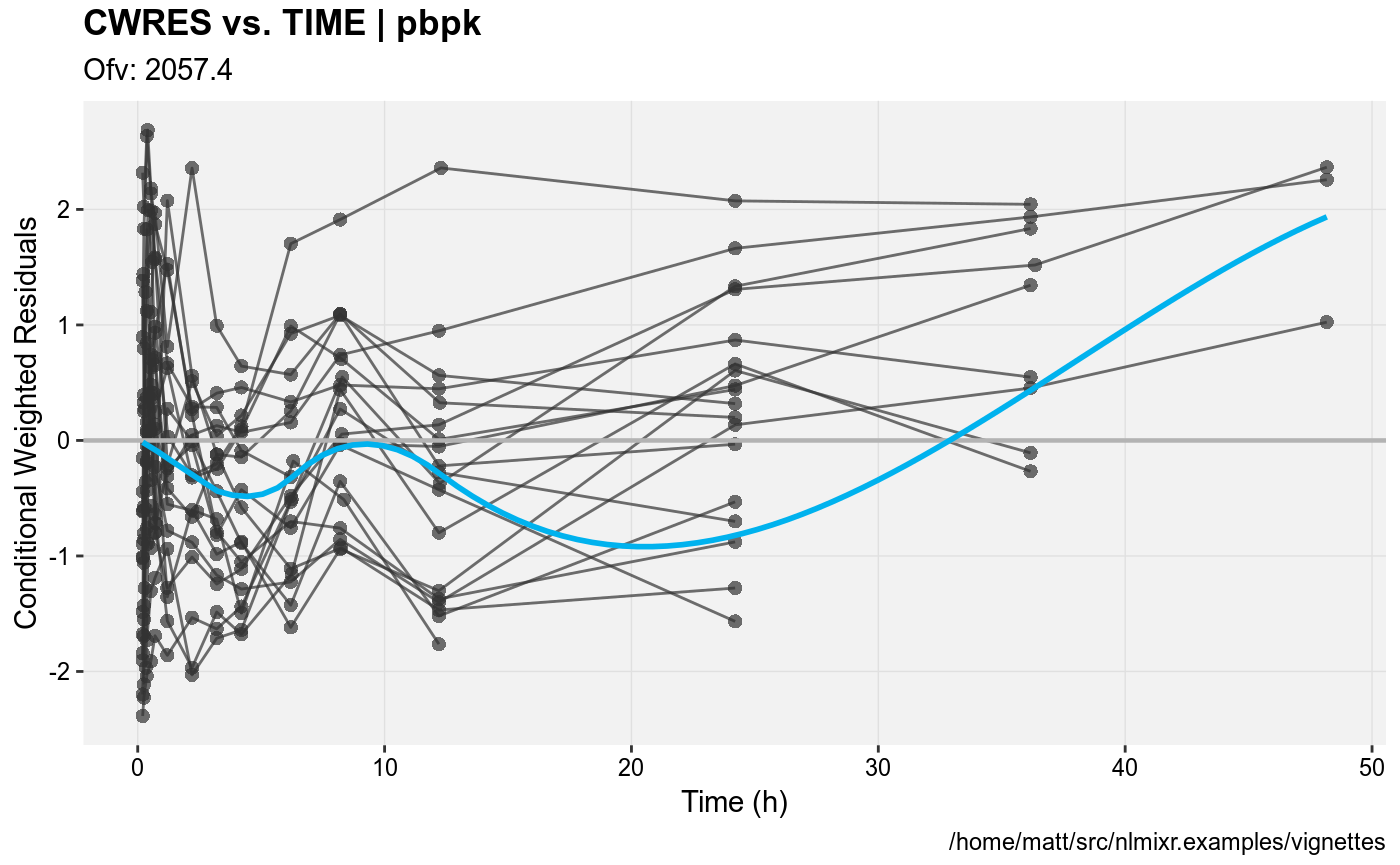 CWRES vs. TIME | pbpk
Ofv: 2057.4
Conditional Weighted Residuals
2
1
0
-1
-2
0 10 20 30 40 50
Time (h)
/home/matt/src/nlmixr.examples/vignettes